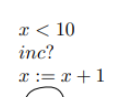 x < 10
inc?
x := x + 1